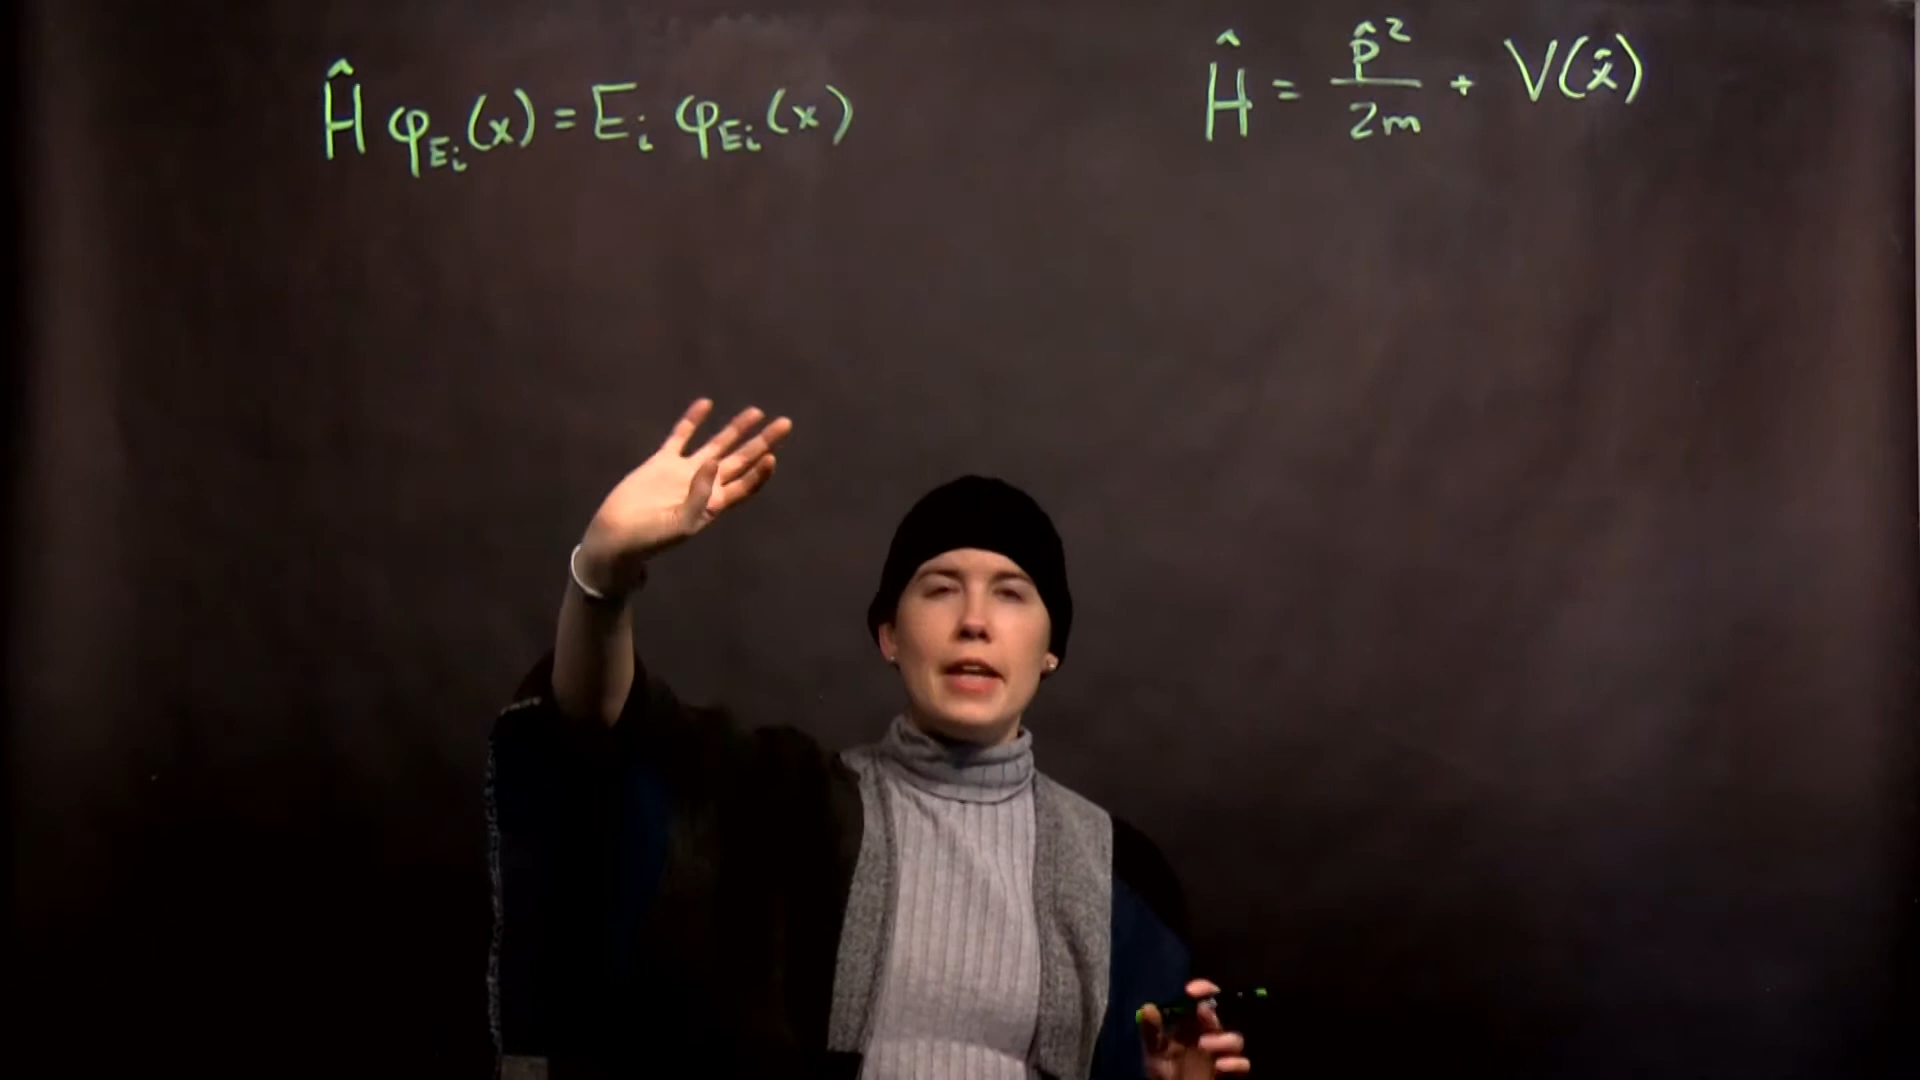 Ĥ φ_{E_i}(x) = E_i φ_{E_i}(x)
Ĥ = p̂²/2m + V(x̂)